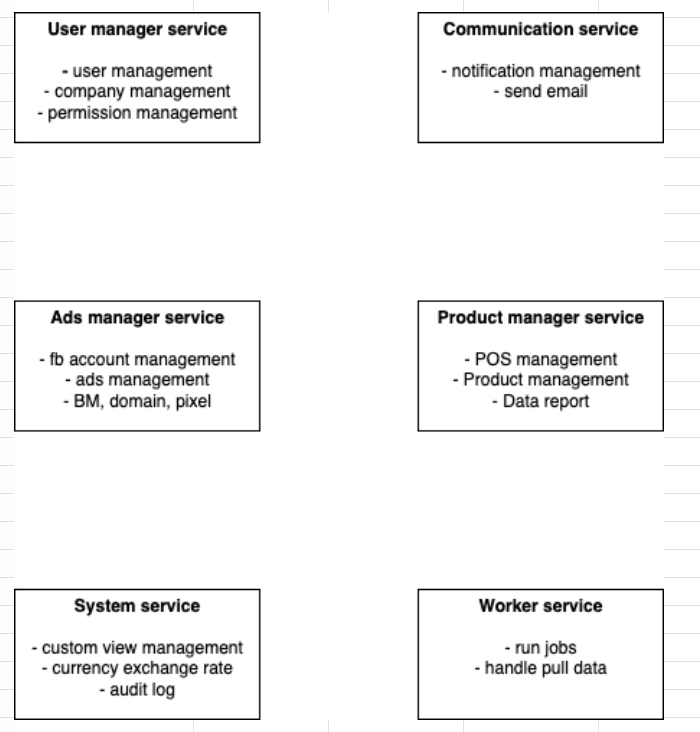 User manager service
- user management
- company management
- permission management
Communication service
- notification management
- send email
Ads manager service
- fb account management
- ads management
- BM, domain, pixel
Product manager service
- POS management
- Product management
- Data report
System service
- custom view management
- currency exchange rate
- audit log
Worker service
- run jobs
- handle pull data